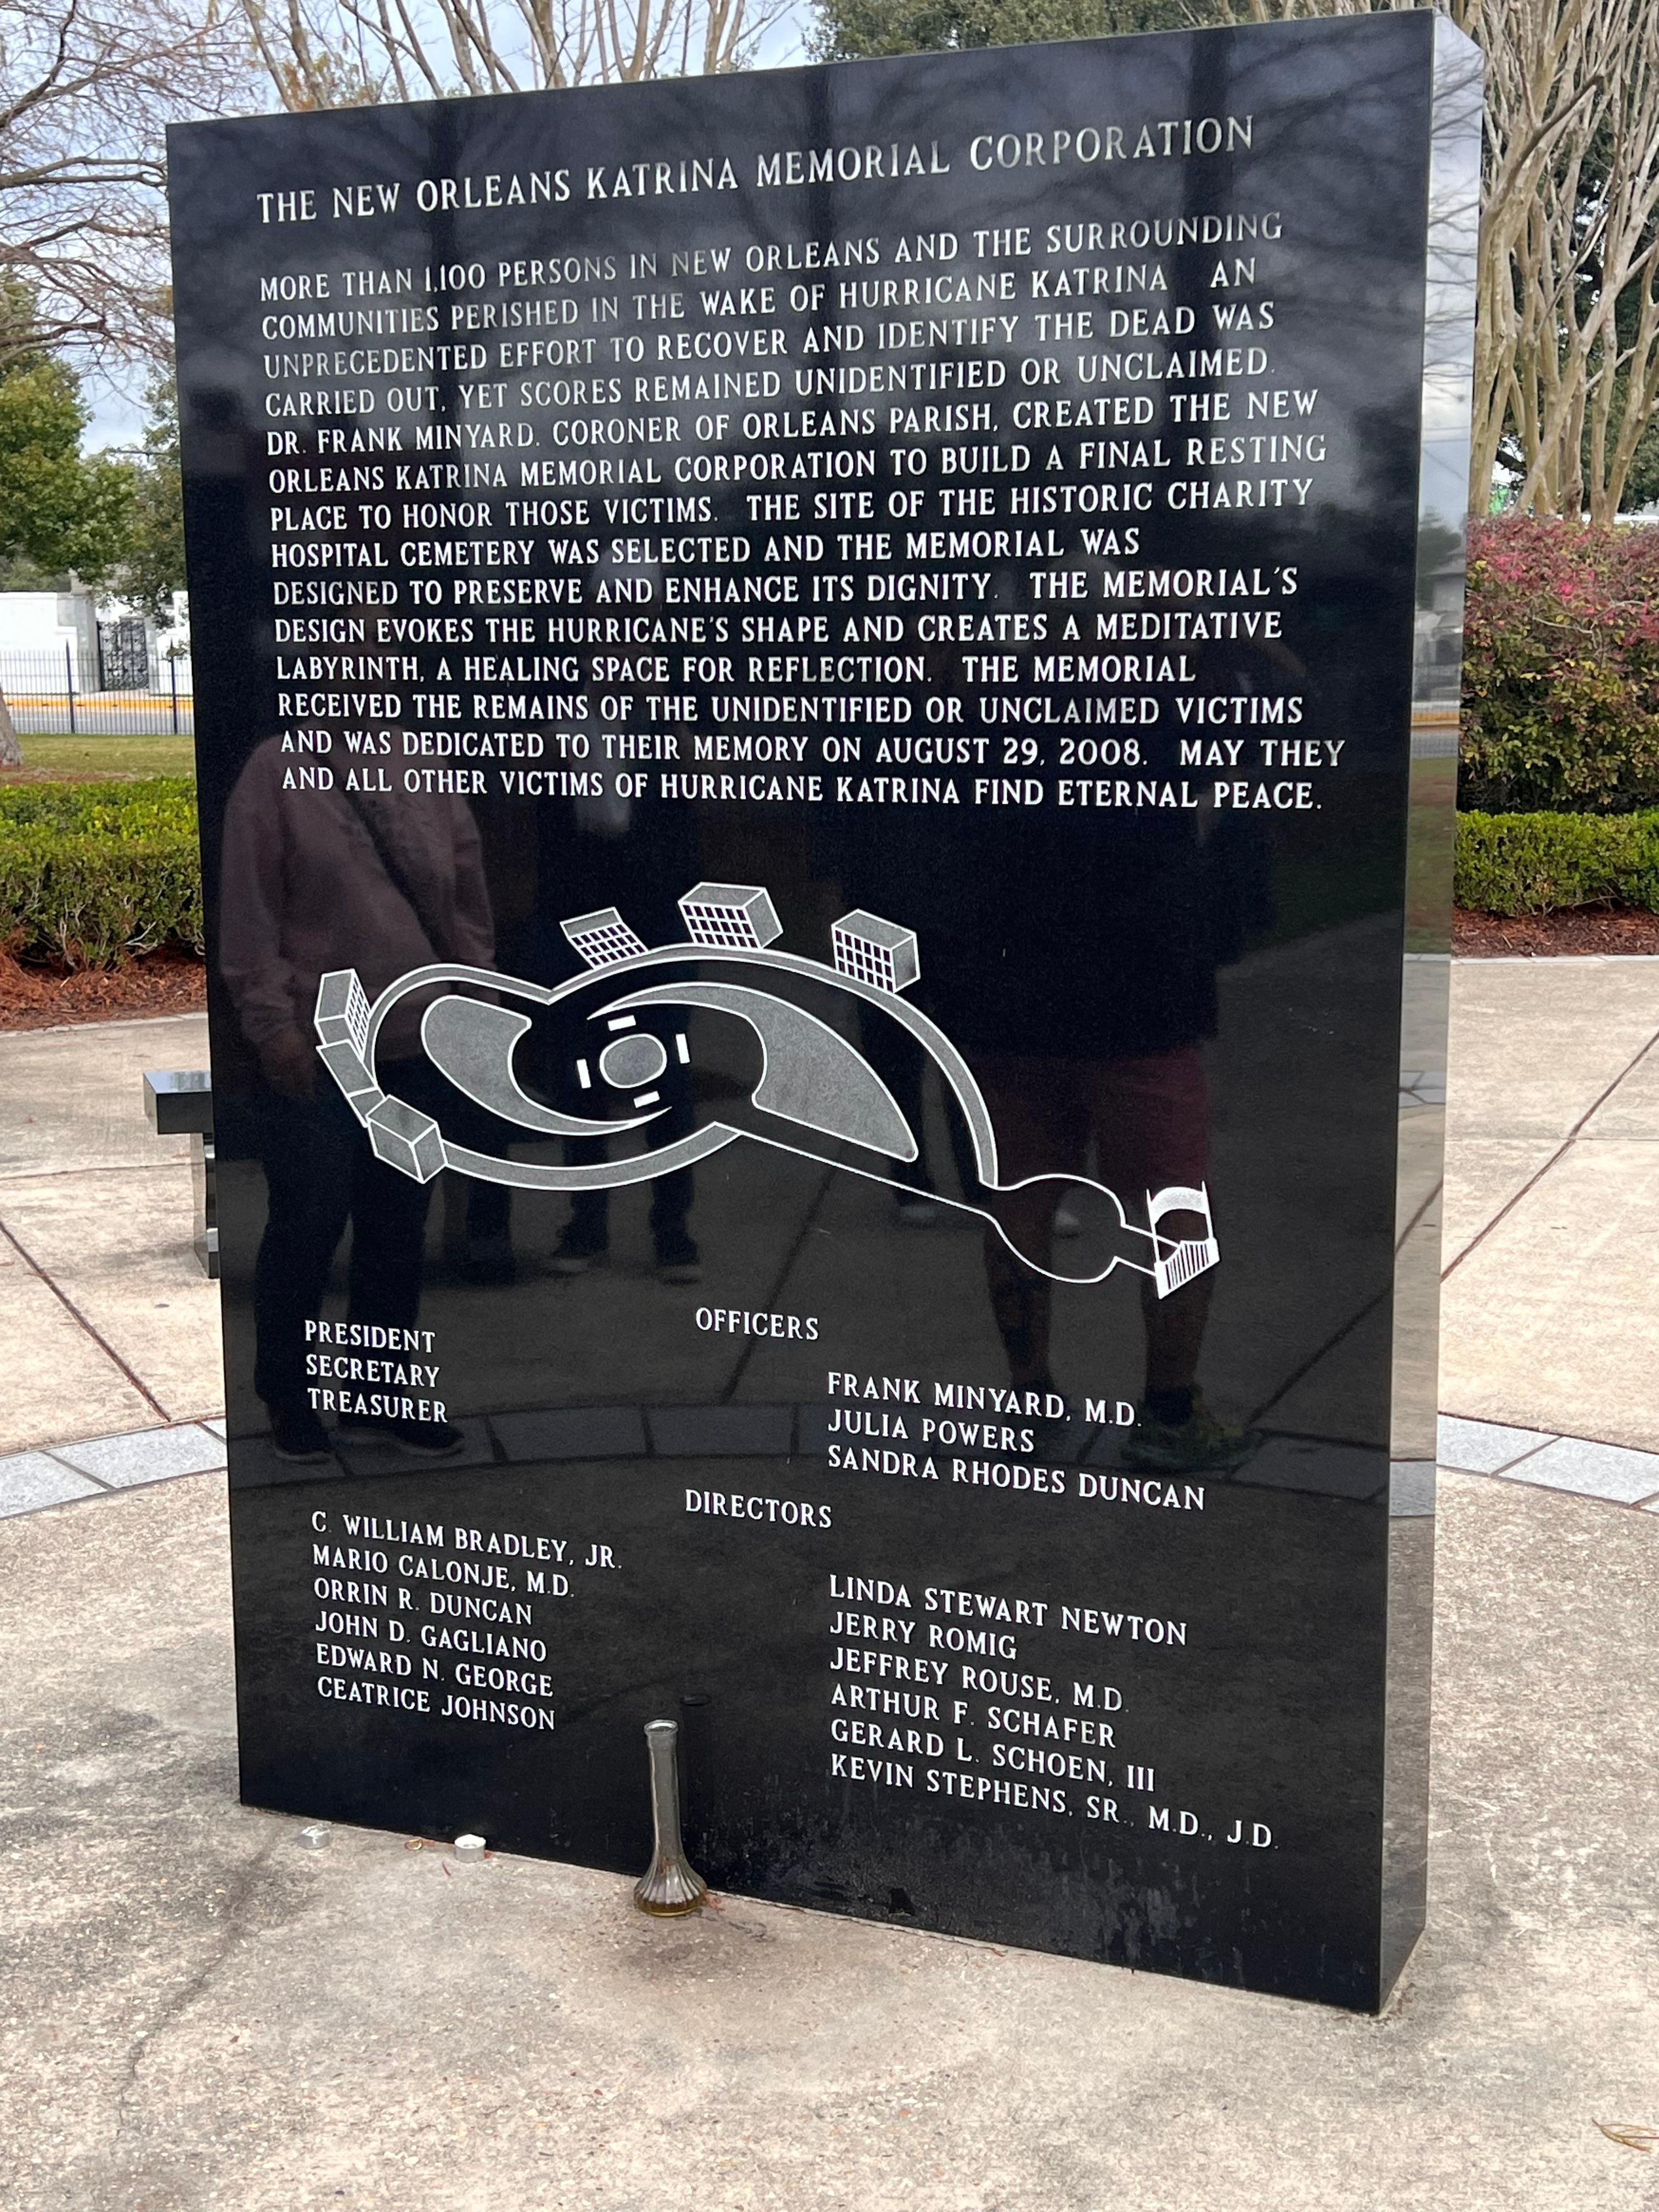 THE NEW ORLEANS KATRINA MEMORIAL CORPORATION
MORE THAN 1,100 PERSONS IN NEW ORLEANS AND THE SURROUNDING
COMMUNITIES PERISHED IN THE WAKE OF HURRICANE KATRINA AN
UNPRECEDENTED EFFORT TO RECOVER AND IDENTIFY THE DEAD WAS
CARRIED OUT, YET SCORES REMAINED UNIDENTIFIED OR UNCLAIMED.
DR. FRANK MINYARD, CORONER OF ORLEANS PARISH, CREATED THE NEW
ORLEANS KATRINA MEMORIAL CORPORATION TO BUILD A FINAL RESTING
PLACE TO HONOR THOSE VICTIMS. THE SITE OF THE HISTORIC CHARITY
HOSPITAL CEMETERY WAS SELECTED AND THE MEMORIAL WAS
DESIGNED TO PRESERVE AND ENHANCE ITS DIGNITY. THE MEMORIAL'S
DESIGN EVOKES THE HURRICANE'S SHAPE AND CREATES A MEDITATIVE
LABYRINTH, A HEALING SPACE FOR REFLECTION. THE MEMORIAL
RECEIVED THE REMAINS OF THE UNIDENTIFIED OR UNCLAIMED VICTIMS
AND WAS DEDICATED TO THEIR MEMORY ON AUGUST 29, 2008. MAY THEY
AND ALL OTHER VICTIMS OF HURRICANE KATRINA FIND ETERNAL PEACE.
OFFICERS
PRESIDENT
SECRETARY
TREASURER
FRANK MINYARD, M.D.
JULIA POWERS
SANDRA RHODES DUNCAN
DIRECTORS
C. WILLIAM BRADLEY, JR.
MARIO CALONJE, M.D.
ORRIN R. DUNCAN
JOHN D. GAGLIANO
EDWARD N. GEORGE
CEATRICE JOHNSON
LINDA STEWART NEWTON
JERRY ROMIG
JEFFREY ROUSE, M.D.
ARTHUR F. SCHAFER
GERARD L. SCHOEN, III
KEVIN STEPHENS, SR., M.D., J.D.